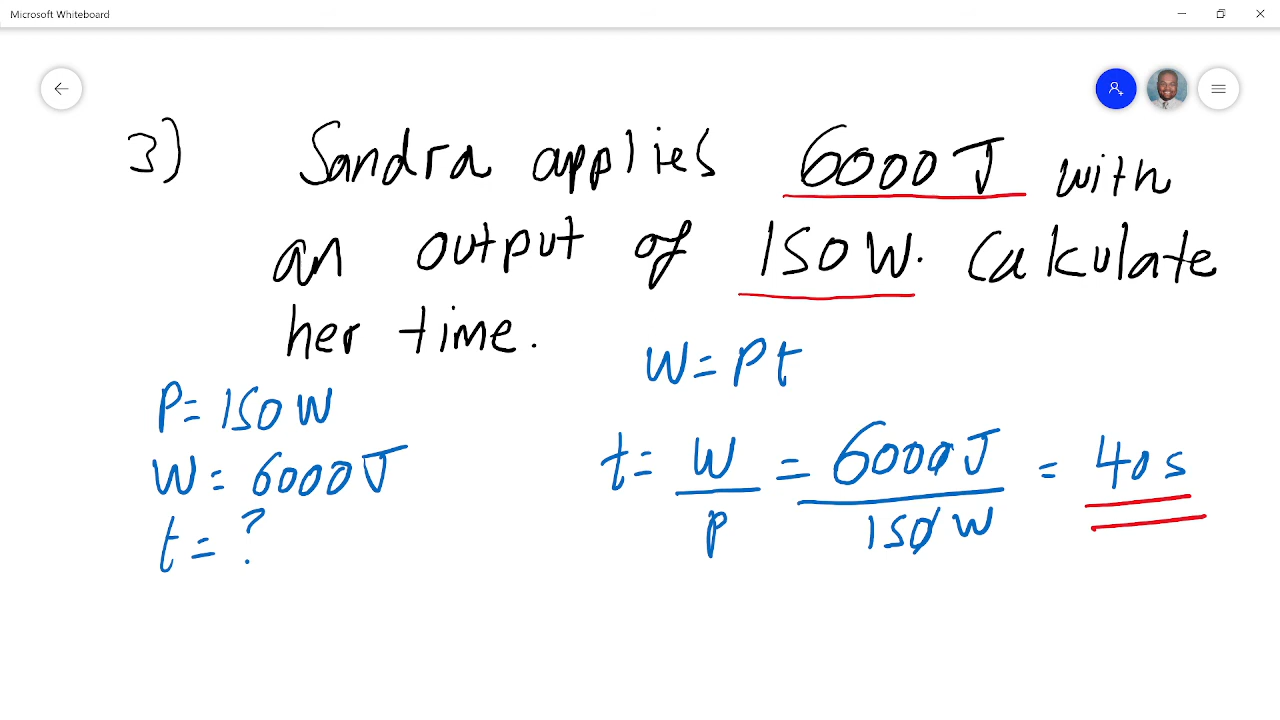 Microsoft Whiteboard
3) Sandra applies 6000 J with
an output of 150 W. Calculate
her time.
W = Pt
P = 150 W
W = 6000 J
t = ?
t = W/P = 6000 J/150 W = 40 s